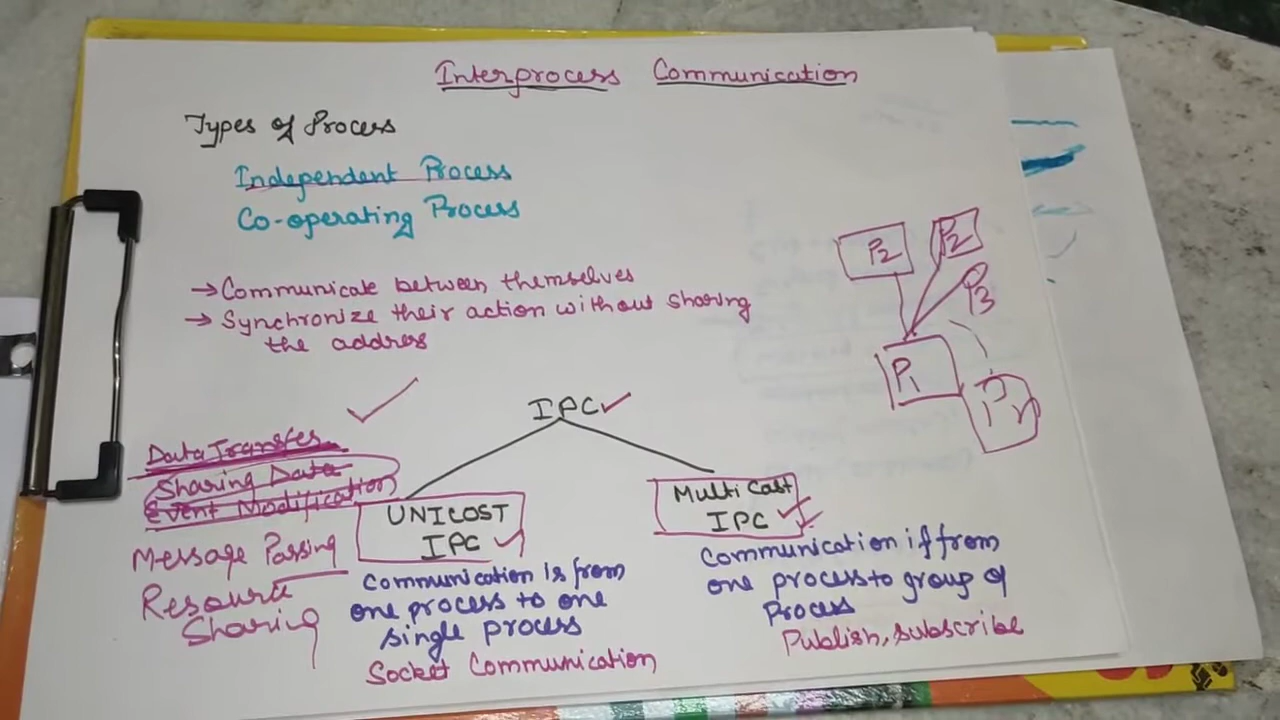 Interprocess Communication
Types of Process
Independent Process
Co-operating Process
→ Communicate between themselves
→ Synchronize their action without sharing
the address
P2
P2
P3
P1
Pn
IPC
Data Transfer
Sharing Data
Event Modification
Message Passing
Resource
Sharing
UNICOST
IPC
Communication is from
one process to one
single process
Socket Communication
Multi Cast
IPC
Communication if from
one process to group of
Process
Publish, subscribe